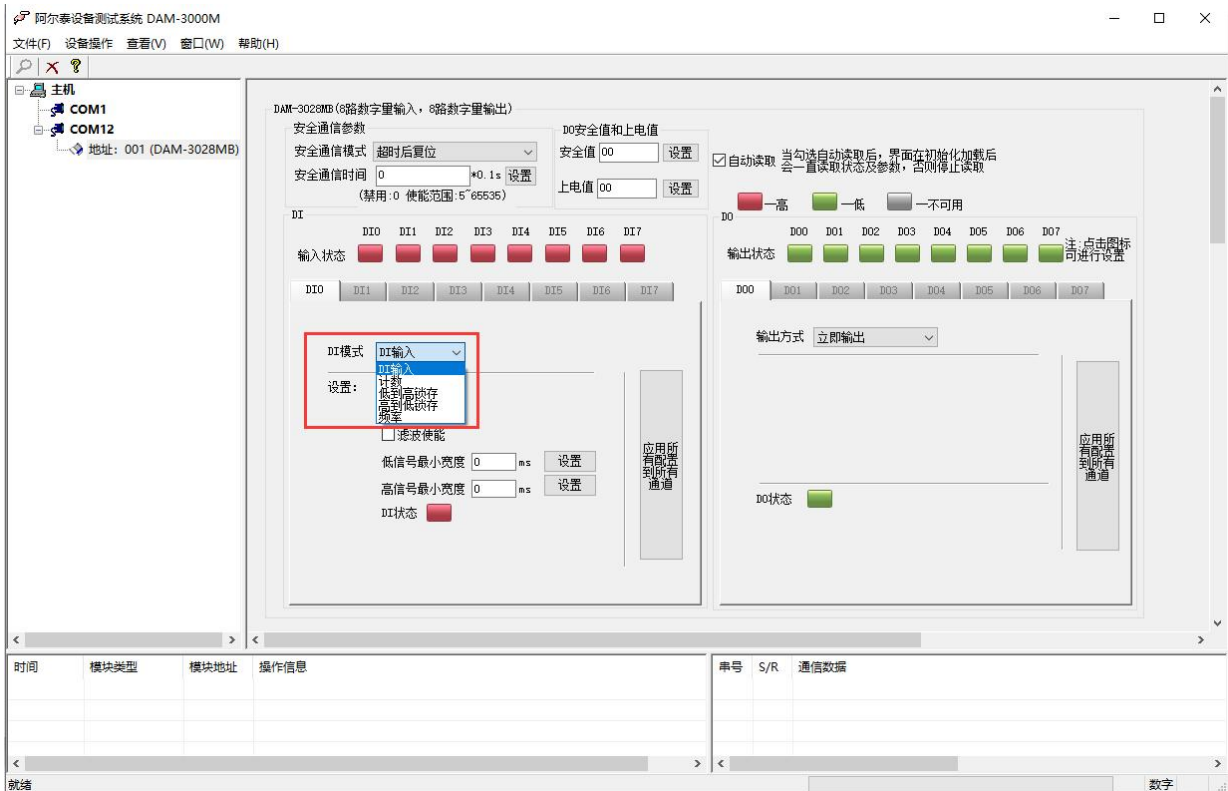 阿尔泰设备测试系统 DAM-3000M
文件(F) 设备操作 查看(V) 窗口(W) 帮助(H)
主机
COM1
COM12
地址：001 (DAM-3028MB)
DAM-3028MB(8路数字量输入，8路数字量输出)
安全通信参数
安全通信模式 超时后复位
安全通信时间 0 *0.1s 设置
(禁用:0 使能范围:5~65535)
DO安全值和上电值
安全值 00 设置
上电值 00 设置
自动读取 当勾选自动读取后，界面在初始化加载后
会一直读取状态及参数，否则停止读取
—高 —低 —不可用
DI
DI0 DI1 DI2 DI3 DI4 DI5 DI6 DI7
输入状态
DI0 DI1 DI2 DI3 DI4 DI5 DI6 DI7
DI模式 DI输入
DI输入
计数
低到高锁存
高到低锁存
频率
设置：
滤波使能
低信号最小宽度 0 ms 设置
高信号最小宽度 0 ms 设置
DI状态
应用所
有配置
到所有
通道
DO
DO0 DO1 DO2 DO3 DO4 DO5 DO6 DO7
输出状态
注:点击图标
可进行设置
DO0 DO1 DO2 DO3 DO4 DO5 DO6 DO7
输出方式 立即输出
DO状态
应用所
有配置
到所有
通道
时间 模块类型 模块地址 操作信息
串号 S/R 通信数据
就绪
数字